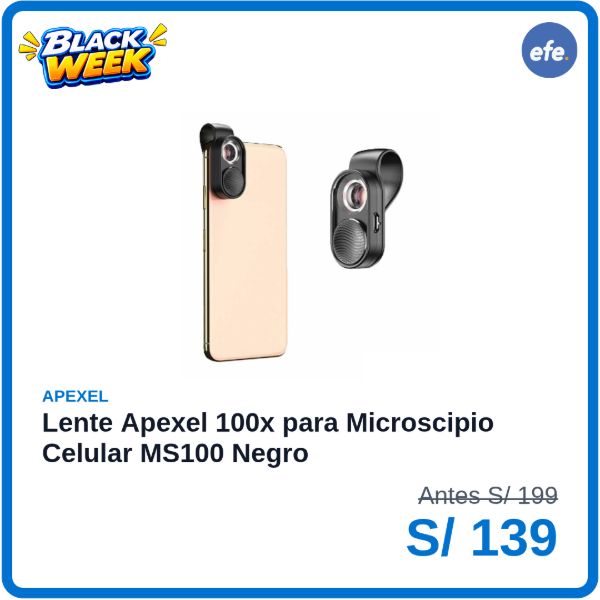 BLACK
WEEK
efe.
APEXEL
Lente Apexel 100x para Microscipio
Celular MS100 Negro
Antes S/ 199
S/ 139